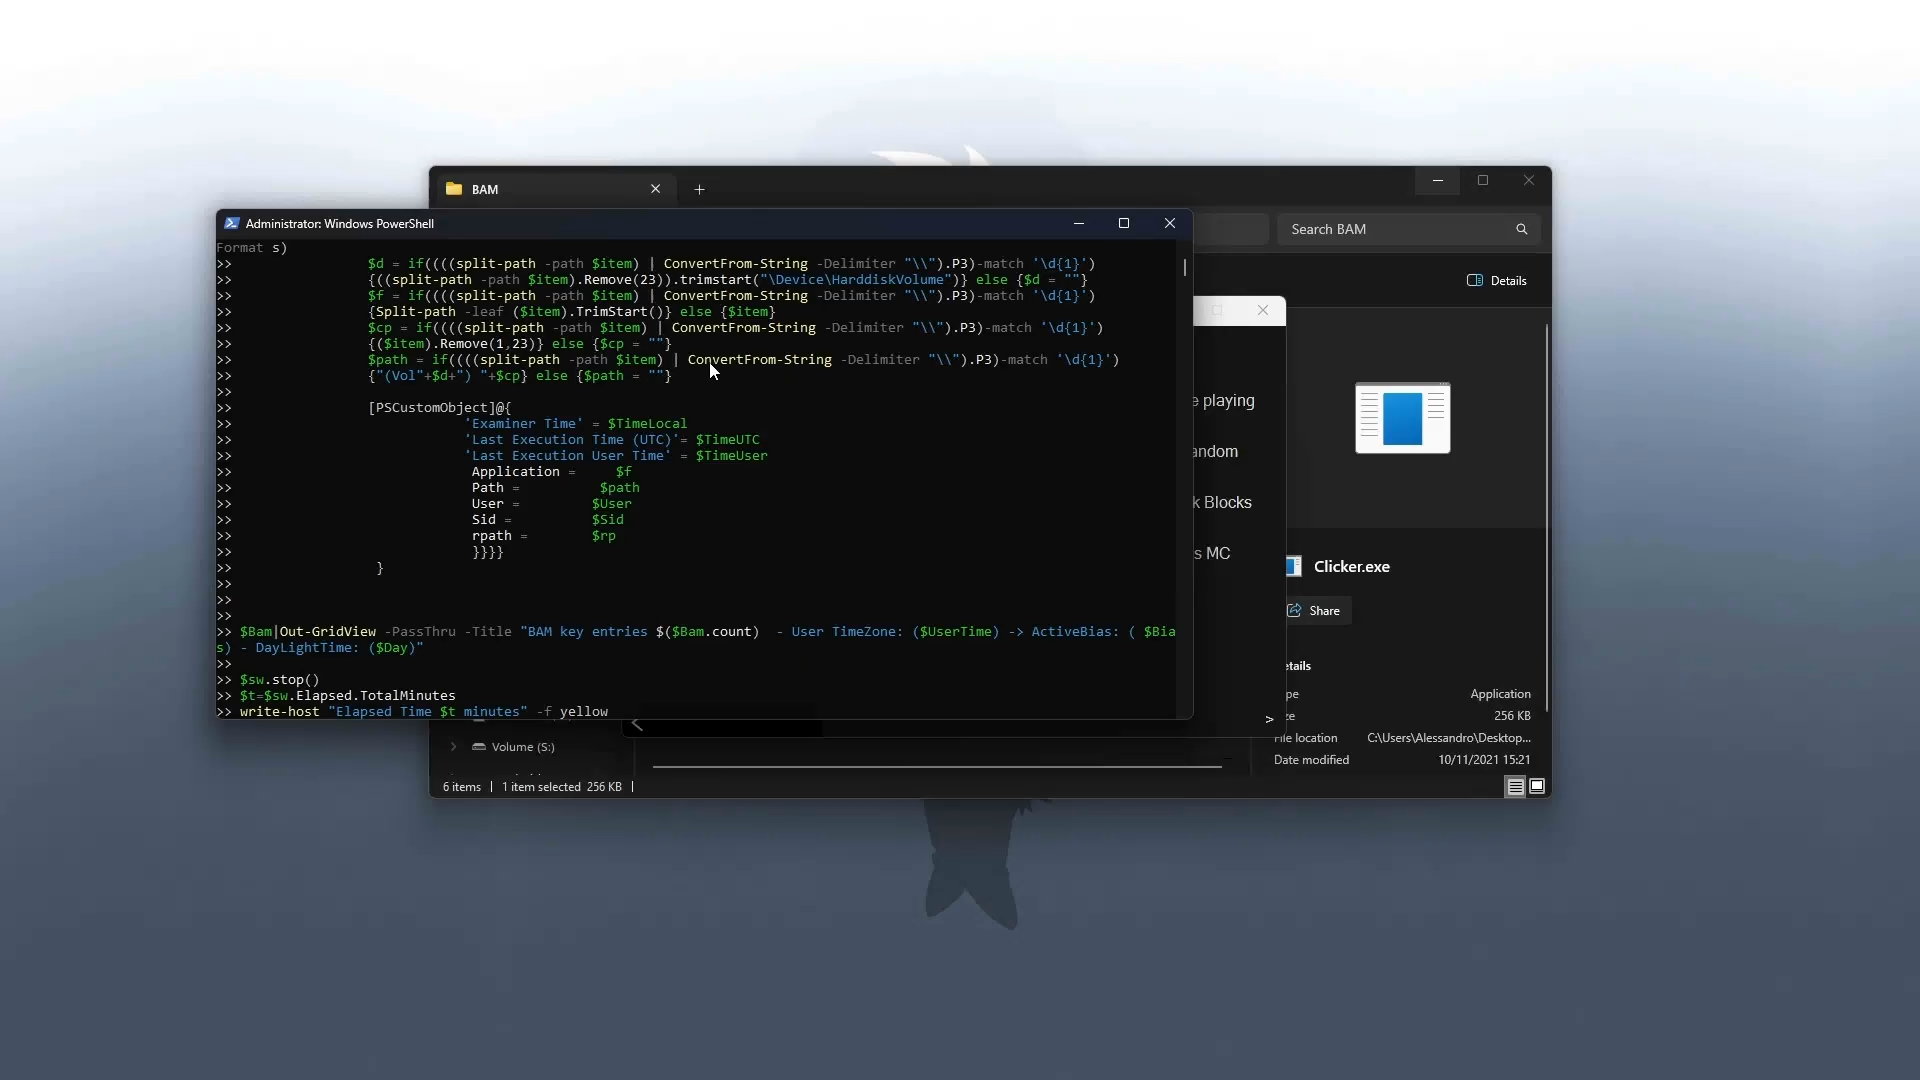 BAM
Search BAM
Details
Administrator: Windows PowerShell
Format s)
>> $d = if((((split-path -path $item) | ConvertFrom-String -Delimiter "\\").P3)-match '\d{1}')
>> {((split-path -path $item).Remove(23)).trimstart("\Device\HarddiskVolume")} else {$d = ""}
>> $f = if((((split-path -path $item) | ConvertFrom-String -Delimiter "\\").P3)-match '\d{1}')
>> {Split-path -leaf ($item).TrimStart()} else {$item}
>> $cp = if((((split-path -path $item) | ConvertFrom-String -Delimiter "\\").P3)-match '\d{1}')
>> {($item).Remove(1,23)} else {$cp = ""}
>> $path = if((((split-path -path $item) | ConvertFrom-String -Delimiter "\\").P3)-match '\d{1}')
>> {"(Vol"+$d+") "+$cp} else {$path = ""}
>>
>> [PSCustomObject]@{
>> 'Examiner Time' = $TimeLocal
>> 'Last Execution Time (UTC)'= $TimeUTC
>> 'Last Execution User Time' = $TimeUser
>> Application = $f
>> Path = $path
>> User = $User
>> Sid = $Sid
>> rpath = $rp
>> }}}}
>> }
>>
>>
>>
>> $Bam|Out-GridView -PassThru -Title "BAM key entries $($Bam.count) - User TimeZone: ($UserTime) -> ActiveBias: ( $Bia
s) - DayLightTime: ($Day)"
>>
>> $sw.stop()
>> $t=$sw.Elapsed.TotalMinutes
>> write-host "Elapsed Time $t minutes" -f yellow
e playing
andom
k Blocks
s MC
>
Clicker.exe
Share
etails
pe Application
ze 256 KB
File location C:\Users\Alessandro\Desktop...
Date modified 10/11/2021 15:21
Volume (S:)
6 items | 1 item selected 256 KB |